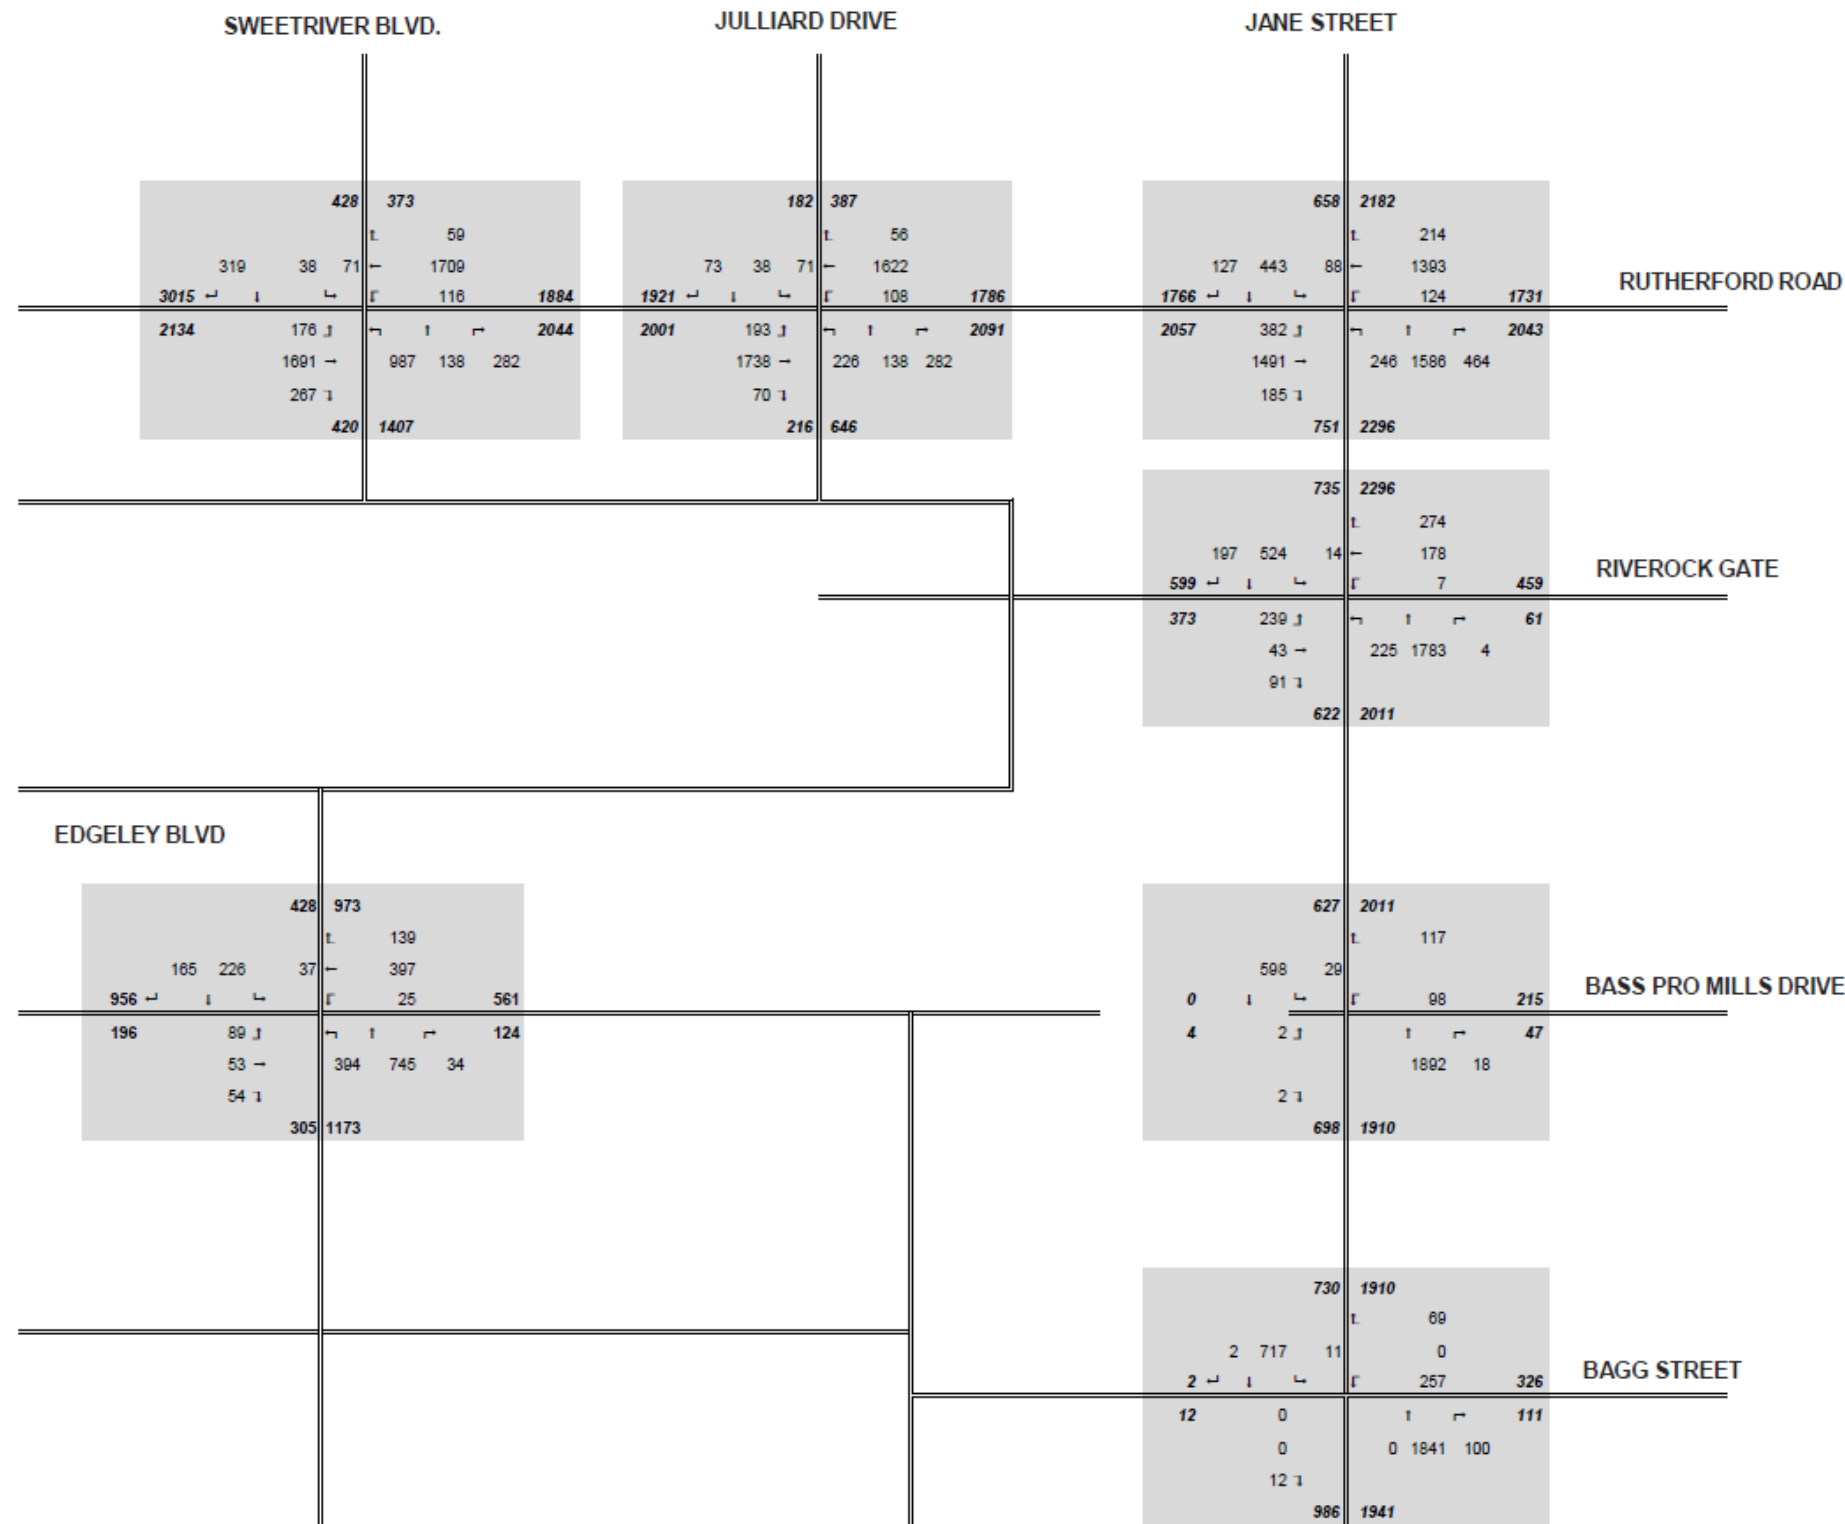 SWEETRIVER BLVD. JULLIARD DRIVE JANE STREET
428 373 182 387 658 2182
59 56 214
319 38 71 ← 1709 73 38 71 ← 1622 127 443 88 ← 1393
RUTHERFORD ROAD
3015 116 1884 1921 108 1786 1766 124 1731
2134 176 2044 2001 193 2091 2057 382 2043
1691 → 987 138 282 1738 → 226 138 282 1491 → 246 1586 464
267 70 185
420 1407 216 646 751 2296
735 2296
274
197 524 14 ← 178
RIVEROCK GATE
599 7 459
373 239 61
43 → 225 1783 4
91
622 2011
EDGELEY BLVD
428 973 627 2011
139 117
165 226 37 ← 397 598 29
BASS PRO MILLS DRIVE
956 25 561 0 98 215
196 89 124 4 2 47
53 → 394 745 34 1892 18
54 2
305 1173 698 1910
730 1910
69
2 717 11 0
BAGG STREET
2 257 326
12 0 111
0 0 1841 100
12
986 1941